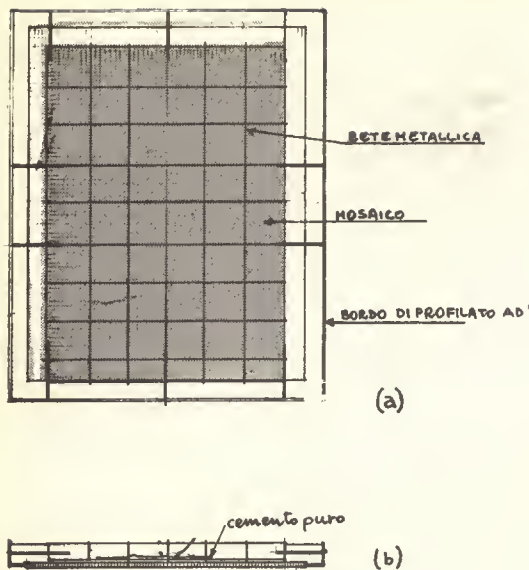 RETE METALLICA
MOSAICO
BORDO DI PROFILATO AD
(a)
cemento puro
(b)